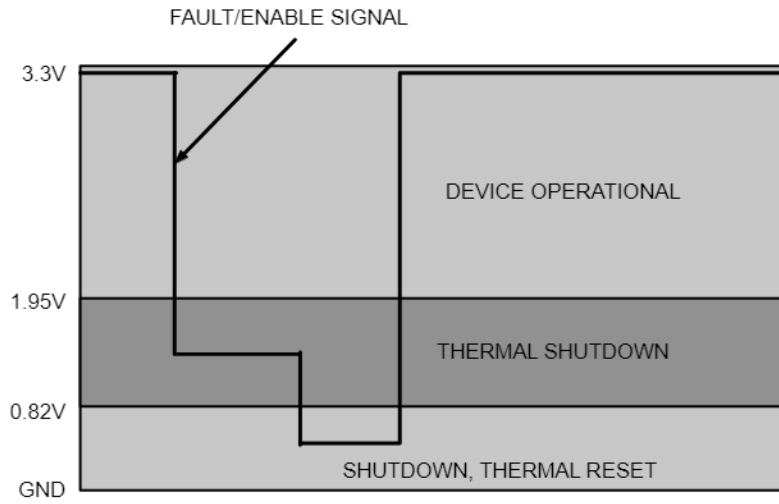 FAULT/ENABLE SIGNAL
3.3V
DEVICE OPERATIONAL
1.95V
THERMAL SHUTDOWN
0.82V
SHUTDOWN, THERMAL RESET
GND